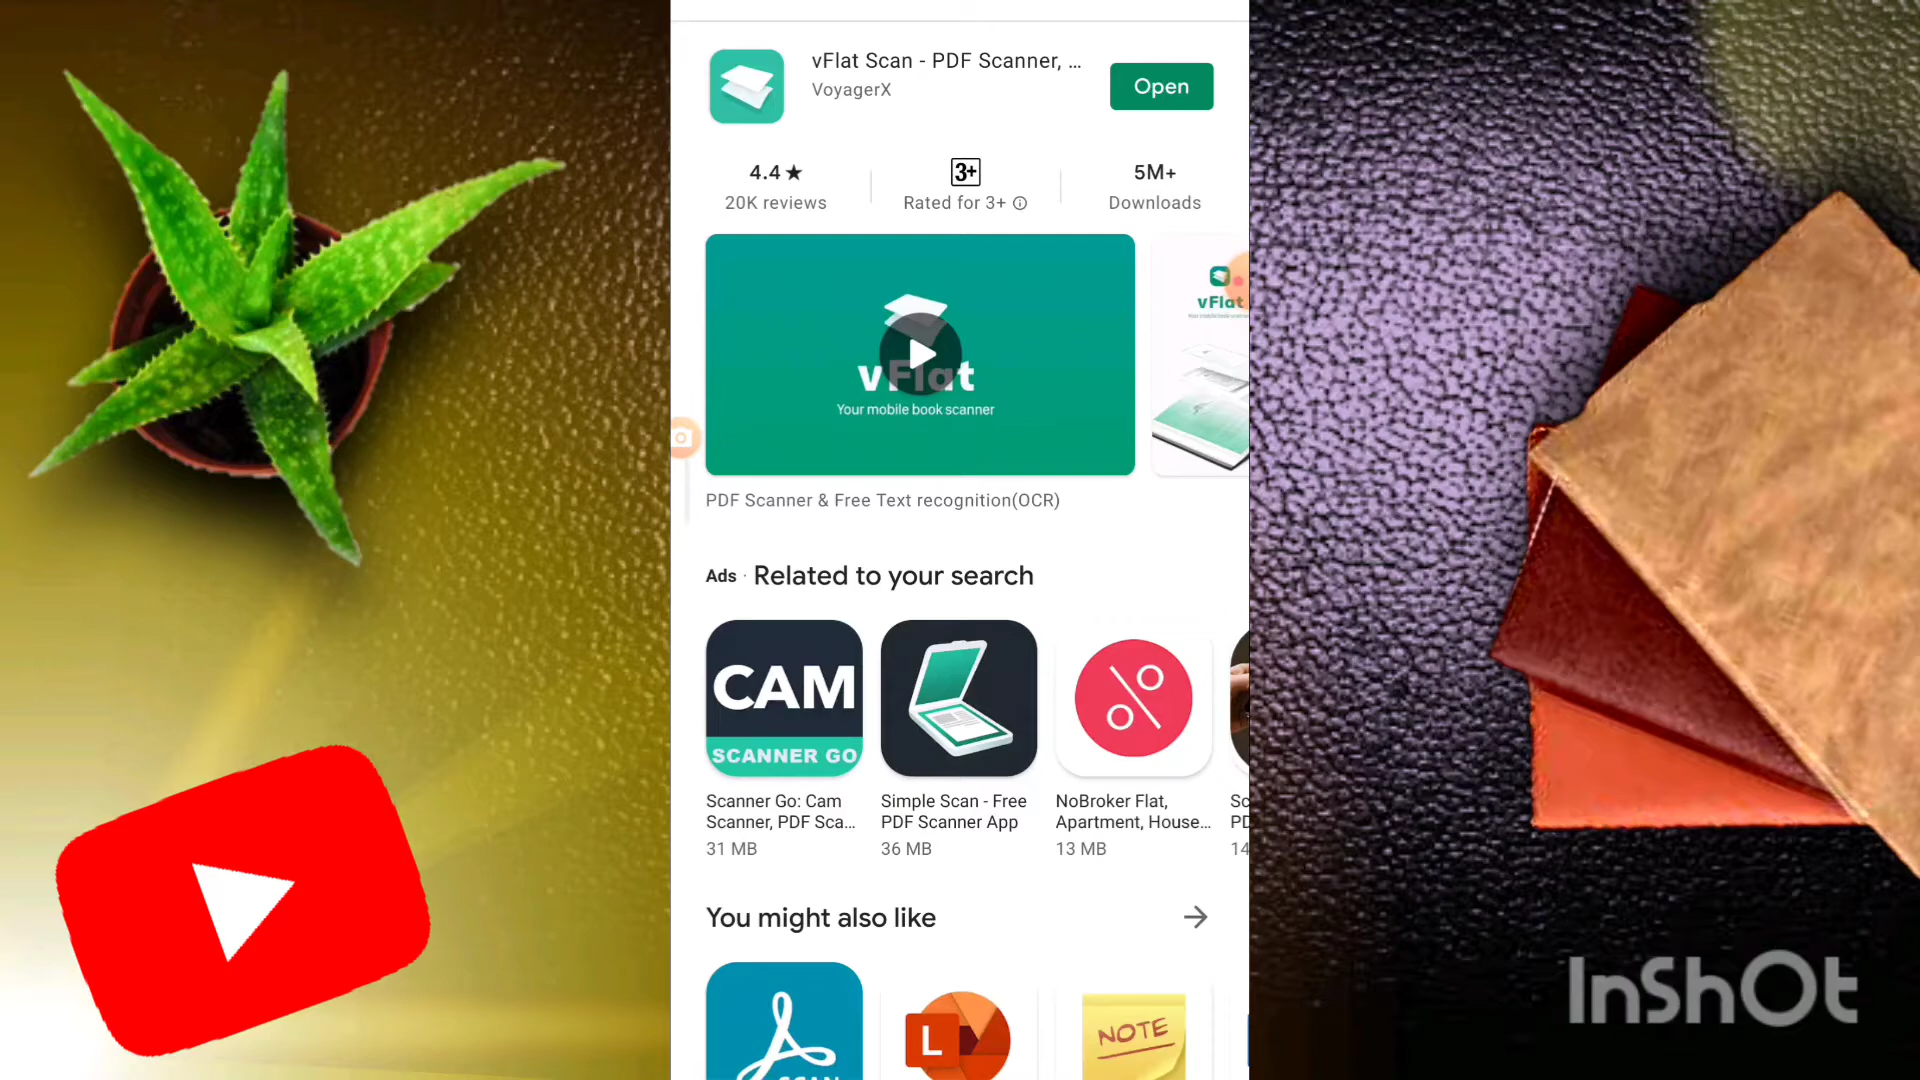 vFlat Scan - PDF Scanner, ...
VoyagerX
Open
4.4 ★
20K reviews
3+
Rated for 3+
5M+
Downloads
vFlat
Your mobile book scanner
vFlat
PDF Scanner & Free Text recognition(OCR)
Ads · Related to your search
CAM
SCANNER GO
Scanner Go: Cam
Scanner, PDF Sca...
31 MB
Simple Scan - Free
PDF Scanner App
36 MB
NoBroker Flat,
Apartment, House...
13 MB
14
You might also like
L
NOTE
InShOt